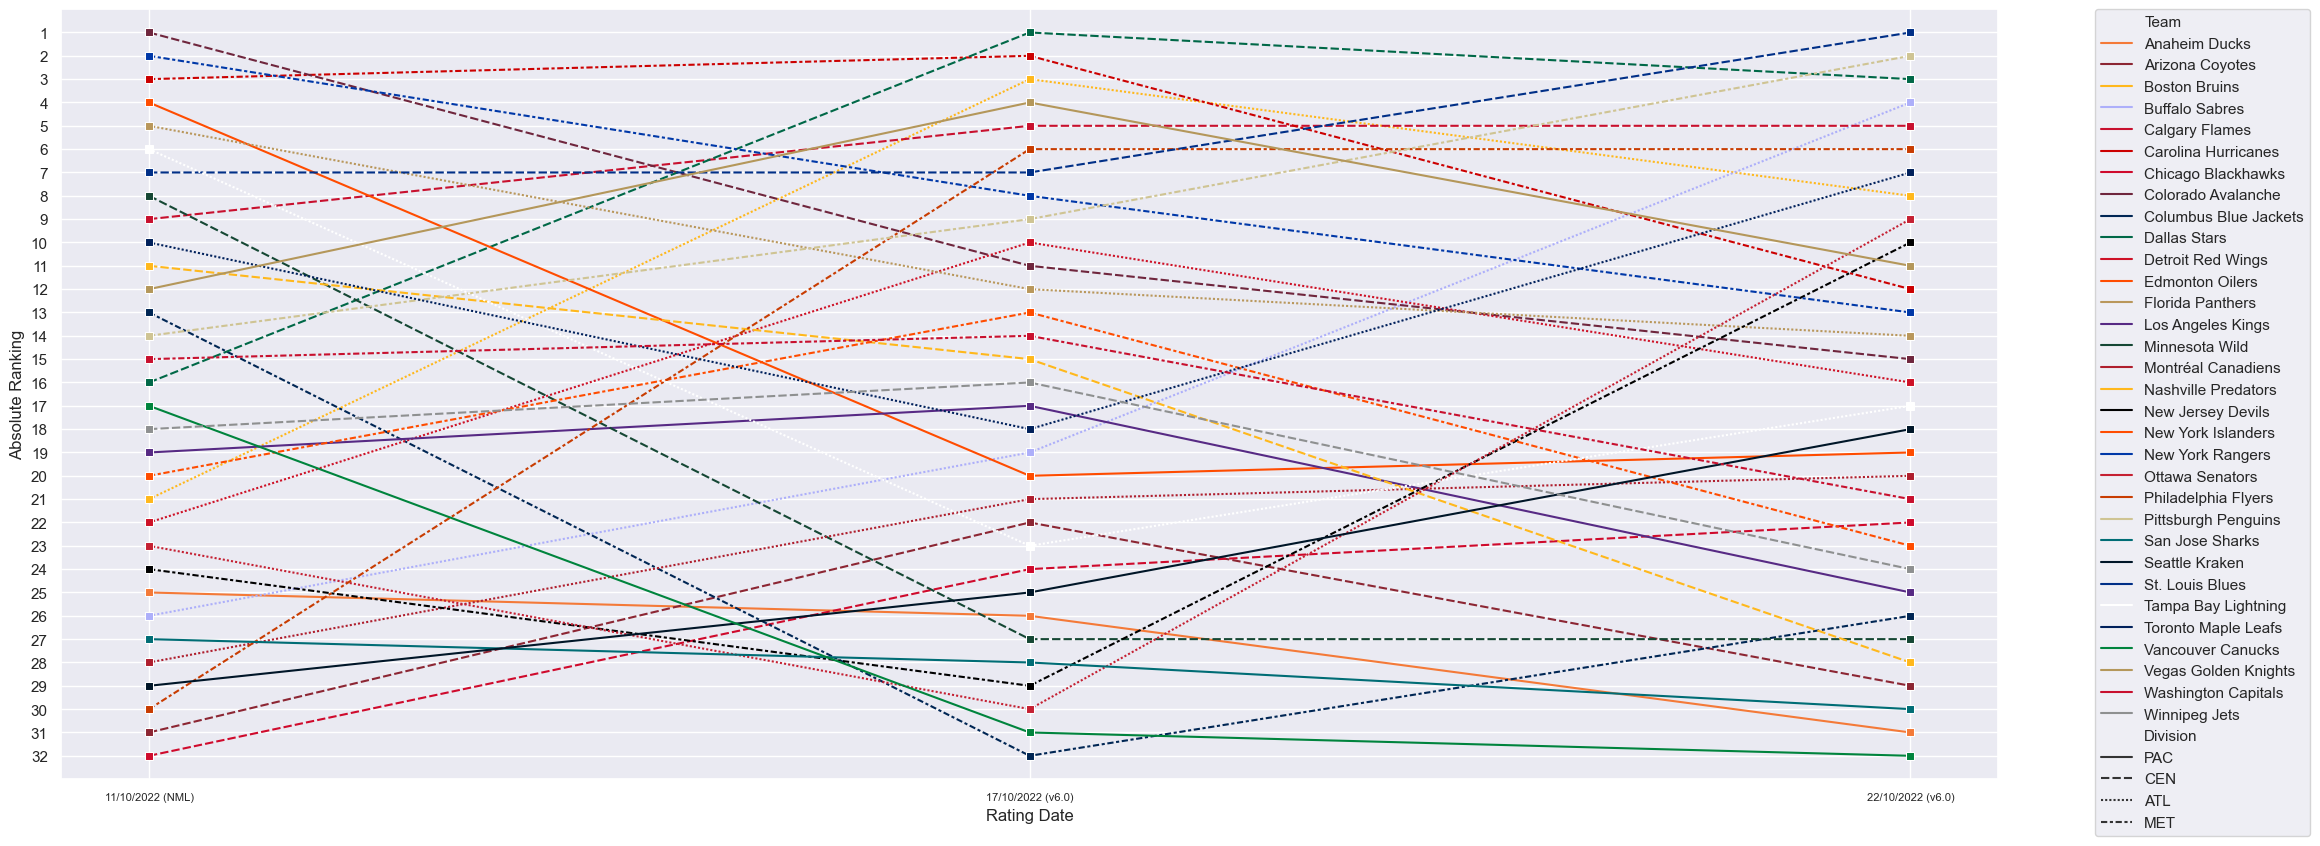 Absolute Ranking
1
2
3
4
5
6
7
8
9
10
11
12
13
14
15
16
17
18
19
20
21
22
23
24
25
26
27
28
29
30
31
32
11/10/2022 (NML)
17/10/2022 (v6.0)
22/10/2022 (v6.0)
Rating Date
Team
Anaheim Ducks
Arizona Coyotes
Boston Bruins
Buffalo Sabres
Calgary Flames
Carolina Hurricanes
Chicago Blackhawks
Colorado Avalanche
Columbus Blue Jackets
Dallas Stars
Detroit Red Wings
Edmonton Oilers
Florida Panthers
Los Angeles Kings
Minnesota Wild
Montréal Canadiens
Nashville Predators
New Jersey Devils
New York Islanders
New York Rangers
Ottawa Senators
Philadelphia Flyers
Pittsburgh Penguins
San Jose Sharks
Seattle Kraken
St. Louis Blues
Tampa Bay Lightning
Toronto Maple Leafs
Vancouver Canucks
Vegas Golden Knights
Washington Capitals
Winnipeg Jets
Division
PAC
CEN
ATL
MET